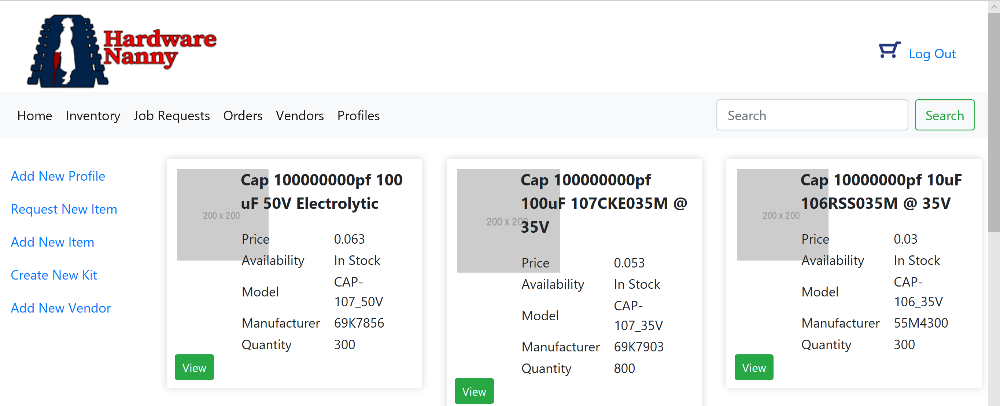 Hardware
Nanny
Log Out
Home Inventory Job Requests Orders Vendors Profiles
Search Search
Add New Profile
Request New Item
Add New Item
Create New Kit
Add New Vendor
200 x 200
Cap 100000000pf 100
uF 50V Electrolytic
Price 0.063
Availability In Stock
Model CAP-
107_50V
Manufacturer 69K7856
Quantity 300
View
200 x 200
Cap 100000000pf
100uF 107CKE035M @
35V
Price 0.053
Availability In Stock
Model CAP-
107_35V
Manufacturer 69K7903
Quantity 800
View
200 x 200
Cap 10000000pf 10uF
106RSS035M @ 35V
Price 0.03
Availability In Stock
Model CAP-
106_35V
Manufacturer 55M4300
Quantity 300
View